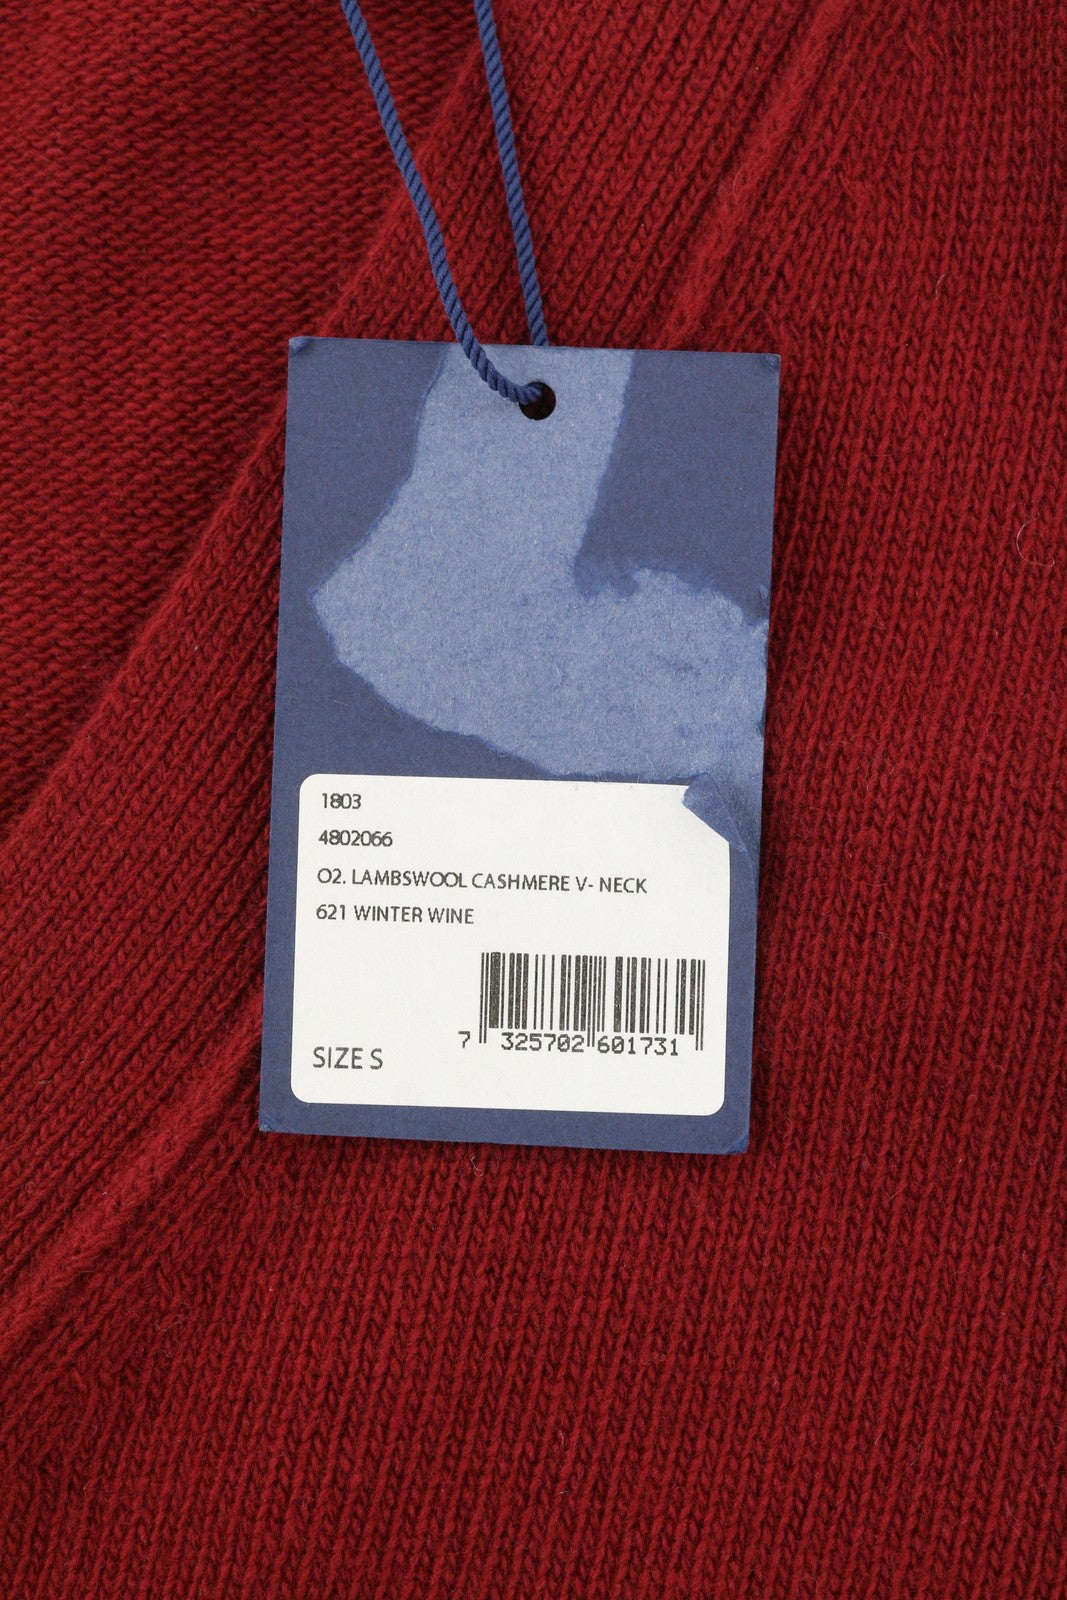 1803
4802066
O2. LAMBSWOOL CASHMERE V- NECK
621 WINTER WINE
7 325702 601731
SIZE S